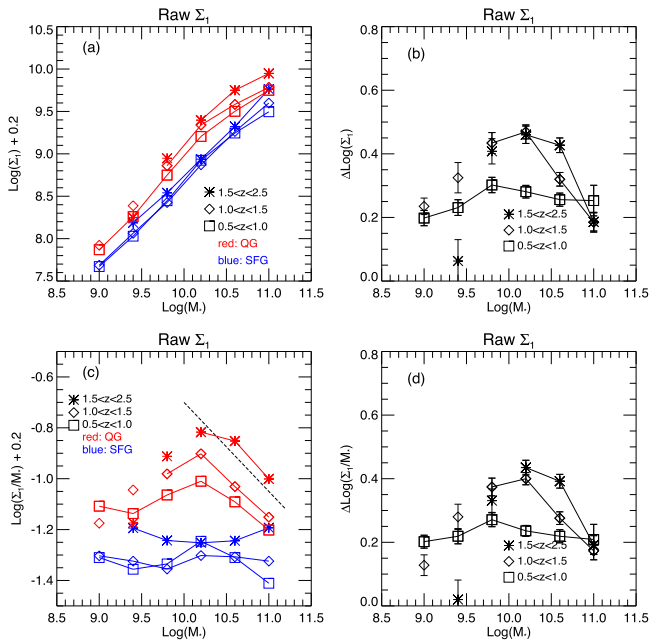 Raw Σ1
(a)
Log(Σ1) + 0.2
10.0
9.5
9.0
8.5
8.0
7.5
1.5<z<2.5
1.0<z<1.5
0.5<z<1.0
red: QG
blue: SFG
8.5 9.0 9.5 10.0 10.5 11.0 11.5
Log(M*)
Raw Σ1
(b)
ΔLog(Σ1)
0.8
0.6
0.4
0.2
0.0
1.5<z<2.5
1.0<z<1.5
0.5<z<1.0
8.5 9.0 9.5 10.0 10.5 11.0 11.5
Log(M*)
Raw Σ1
(c)
Log(Σ1/M*) + 0.2
-0.6
-0.8
-1.0
-1.2
-1.4
1.5<z<2.5
1.0<z<1.5
0.5<z<1.0
red: QG
blue: SFG
8.5 9.0 9.5 10.0 10.5 11.0 11.5
Log(M*)
Raw Σ1
(d)
ΔLog(Σ1/M*)
0.8
0.6
0.4
0.2
0.0
1.5<z<2.5
1.0<z<1.5
0.5<z<1.0
8.5 9.0 9.5 10.0 10.5 11.0 11.5
Log(M*)